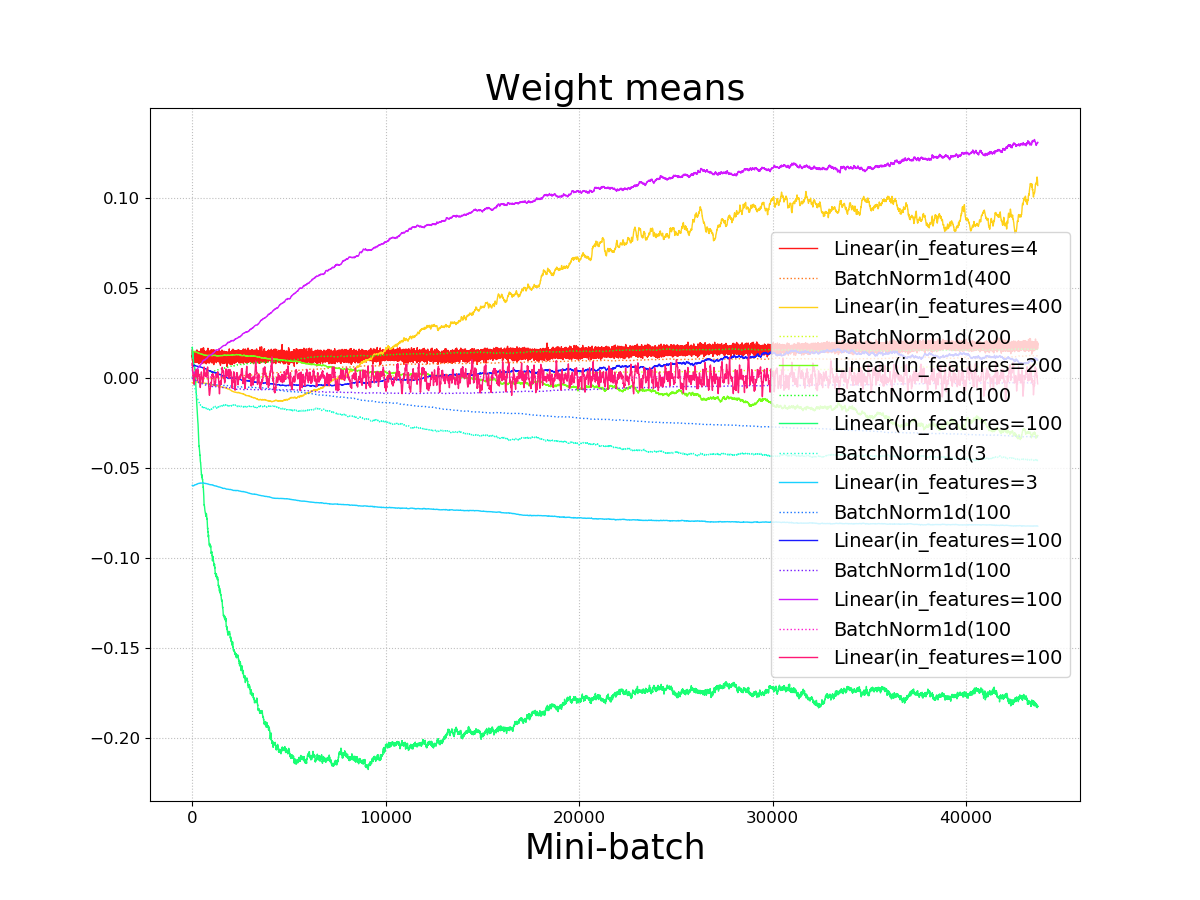 Weight means
0.10
0.05
0.00
−0.05
−0.10
−0.15
−0.20
Linear(in_features=4
BatchNorm1d(400
Linear(in_features=400
BatchNorm1d(200
Linear(in_features=200
BatchNorm1d(100
Linear(in_features=100
BatchNorm1d(3
Linear(in_features=3
BatchNorm1d(100
Linear(in_features=100
BatchNorm1d(100
Linear(in_features=100
BatchNorm1d(100
Linear(in_features=100
0 10000 20000 30000 40000
Mini-batch